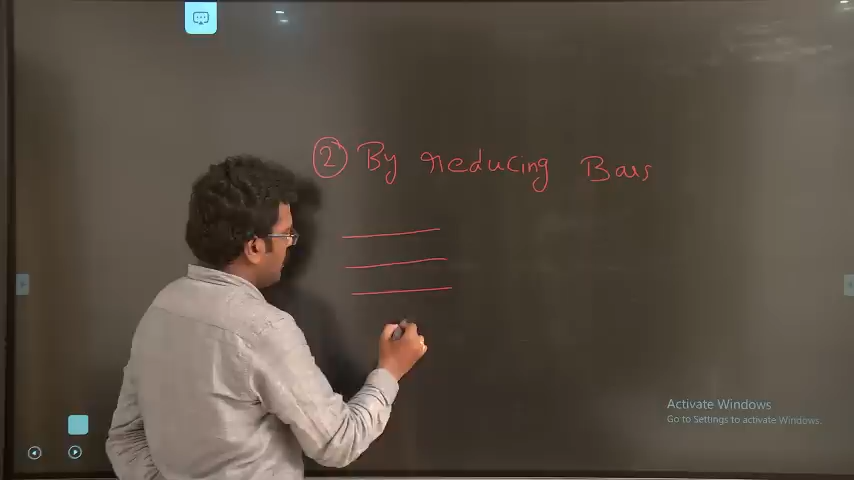 ② By reducing Bars
Activate Windows
Go to Settings to activate Windows.